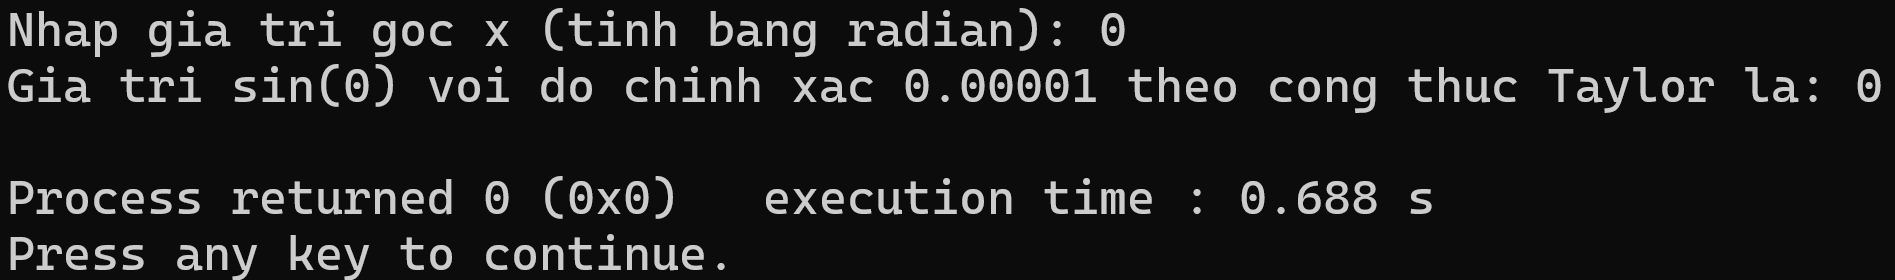 Nhap gia tri goc x (tinh bang radian): 0
Gia tri sin(0) voi do chinh xac 0.00001 theo cong thuc Taylor la: 0
Process returned 0 (0x0)   execution time : 0.688 s
Press any key to continue.